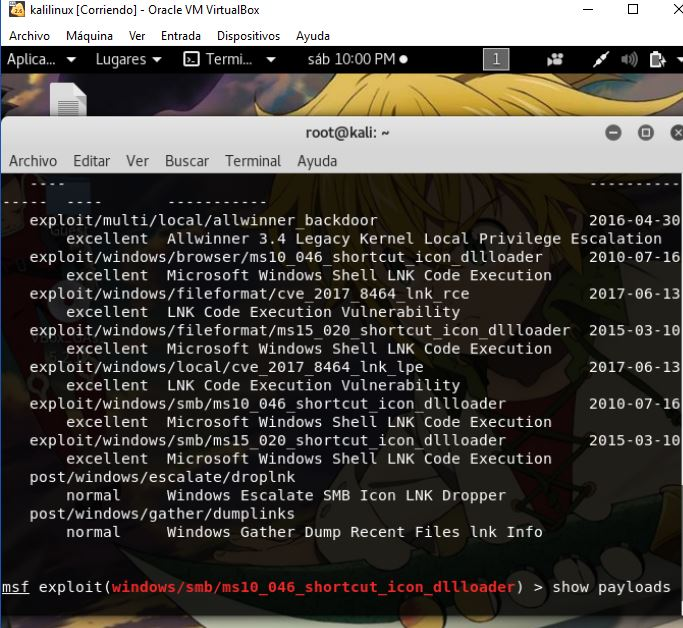 kalilinux [Corriendo] - Oracle VM VirtualBox
Archivo Máquina Ver Entrada Dispositivos Ayuda
Aplica... Lugares Termi... sáb 10:00 PM 1
root@kali: ~
Archivo Editar Ver Buscar Terminal Ayuda
---- ----------
----- ---- -----------
exploit/multi/local/allwinner_backdoor 2016-04-30
excellent Allwinner 3.4 Legacy Kernel Local Privilege Escalation
exploit/windows/browser/ms10_046_shortcut_icon_dllloader 2010-07-16
excellent Microsoft Windows Shell LNK Code Execution
exploit/windows/fileformat/cve_2017_8464_lnk_rce 2017-06-13
excellent LNK Code Execution Vulnerability
exploit/windows/fileformat/ms15_020_shortcut_icon_dllloader 2015-03-10
excellent Microsoft Windows Shell LNK Code Execution
exploit/windows/local/cve_2017_8464_lnk_lpe 2017-06-13
excellent LNK Code Execution Vulnerability
exploit/windows/smb/ms10_046_shortcut_icon_dllloader 2010-07-16
excellent Microsoft Windows Shell LNK Code Execution
exploit/windows/smb/ms15_020_shortcut_icon_dllloader 2015-03-10
excellent Microsoft Windows Shell LNK Code Execution
post/windows/escalate/droplnk
normal Windows Escalate SMB Icon LNK Dropper
post/windows/gather/dumplinks
normal Windows Gather Dump Recent Files lnk Info
msf exploit(windows/smb/ms10_046_shortcut_icon_dllloader) > show payloads